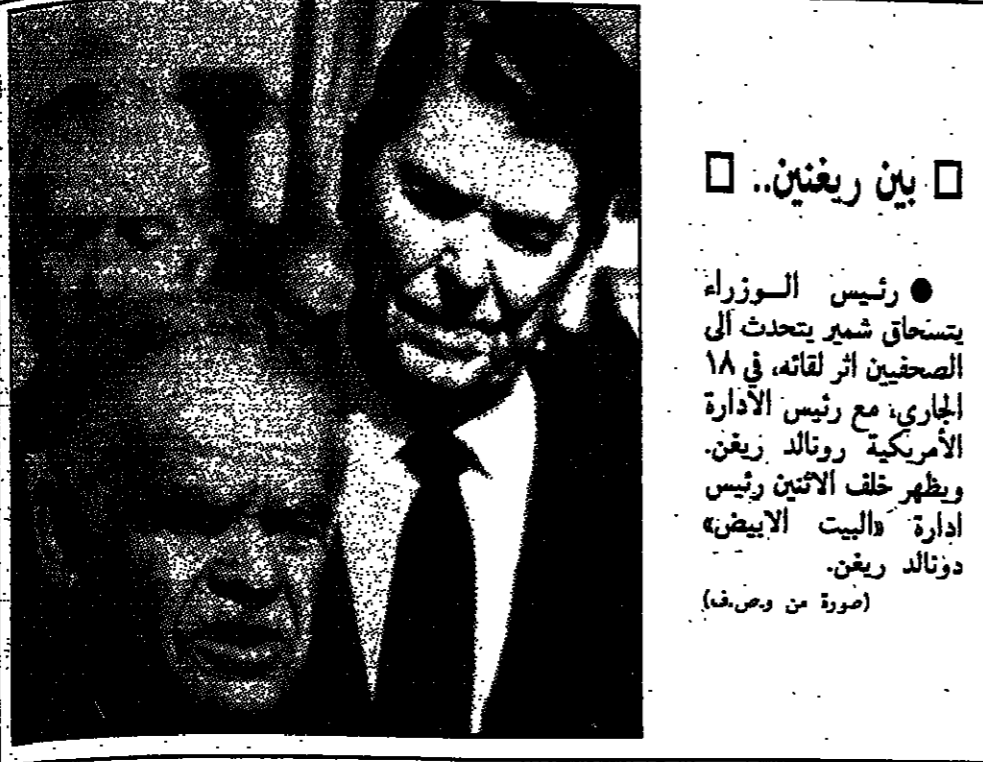 □ بين ريغنين.. □
● رئيس الوزراء
يتسحاق شمير يتحدث الى
الصحفيين اثر لقائه، في ١٨
الجاري، مع رئيس الادارة
الأمريكية رونالد ريغن.
ويظهر خلف الاثنين رئيس
ادارة «البيت الابيض»
دونالد ريغن.
(صورة من و.ص.ف)